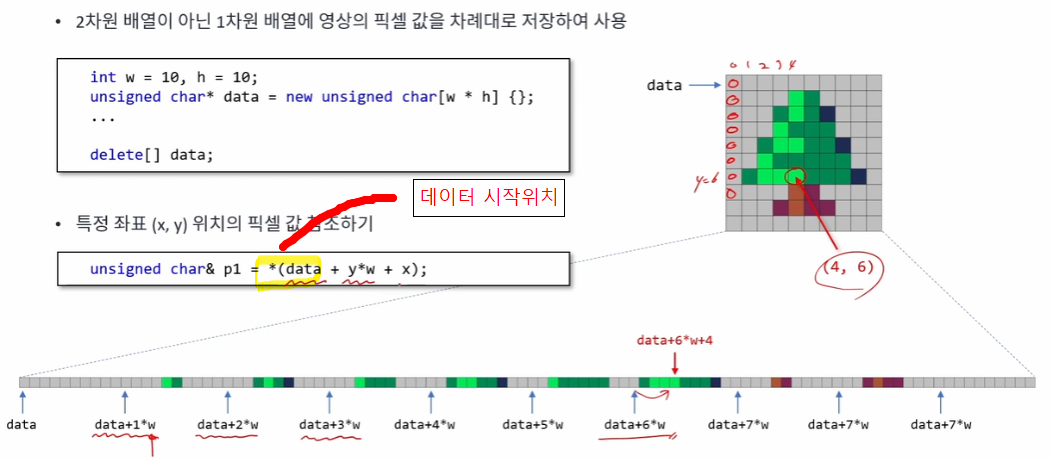 • 2차원 배열이 아닌 1차원 배열에 영상의 픽셀 값을 차례대로 저장하여 사용
int w = 10, h = 10;
unsigned char* data = new unsigned char[w * h] {};
...
delete[] data;
0 1 2 3 4
data
0
0
0
0
0
0
y=6 0
0
데이터 시작위치
• 특정 좌표 (x, y) 위치의 픽셀 값 참조하기
unsigned char& p1 = *(data + y*w + x);
(4, 6)
data+6*w+4
data data+1*w data+2*w data+3*w data+4*w data+5*w data+6*w data+7*w data+7*w data+7*w